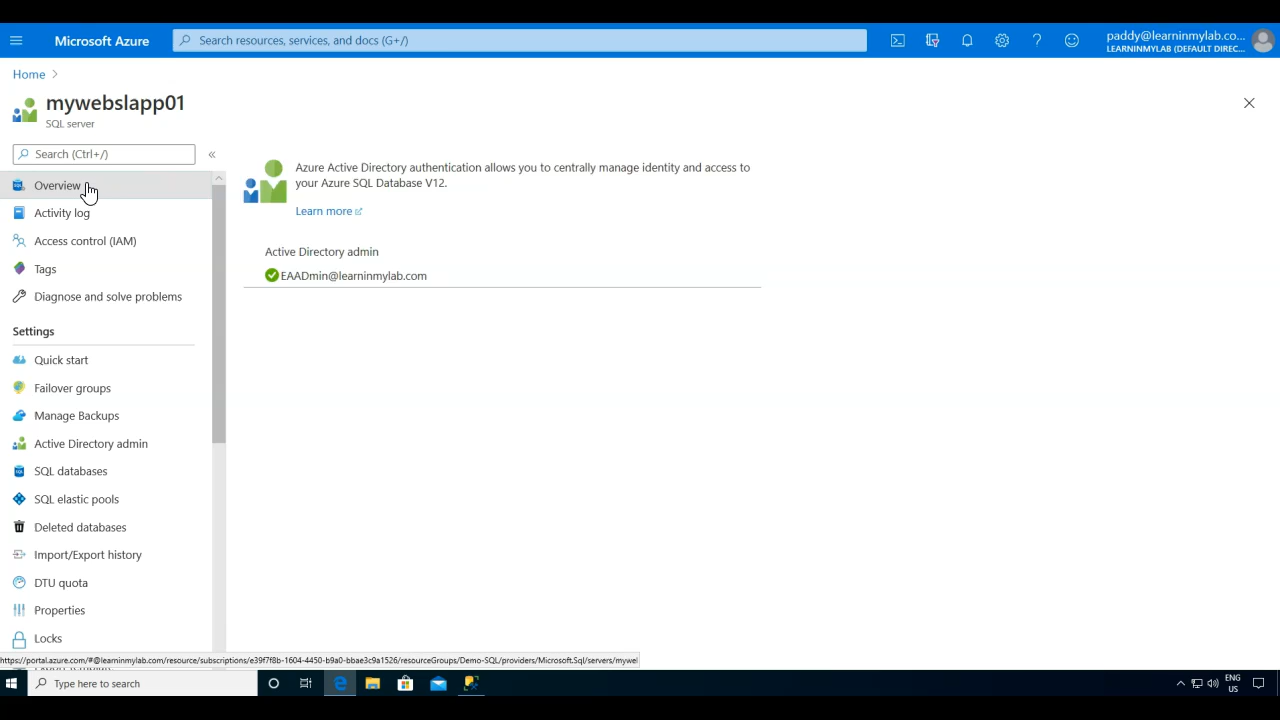 Microsoft Azure
Search resources, services, and docs (G+/)
paddy@learninmylab.co...
LEARNINMYLAB (DEFAULT DIREC...
Home
mywebslapp01
SQL server
Search (Ctrl+/)
«
Overview
Activity log
Access control (IAM)
Tags
Diagnose and solve problems
Settings
Quick start
Failover groups
Manage Backups
Active Directory admin
SQL databases
SQL elastic pools
Deleted databases
Import/Export history
DTU quota
Properties
Locks
Azure Active Directory authentication allows you to centrally manage identity and access to
your Azure SQL Database V12.
Learn more
Active Directory admin
EAADmin@learninmylab.com
https://portal.azure.com/#@learninmylab.com/resource/subscriptions/e39f7f8b-1604-4450-b9a0-bbae3c9a1526/resourceGroups/Demo-SQL/providers/Microsoft.Sql/servers/mywel
Type here to search
ENG
US